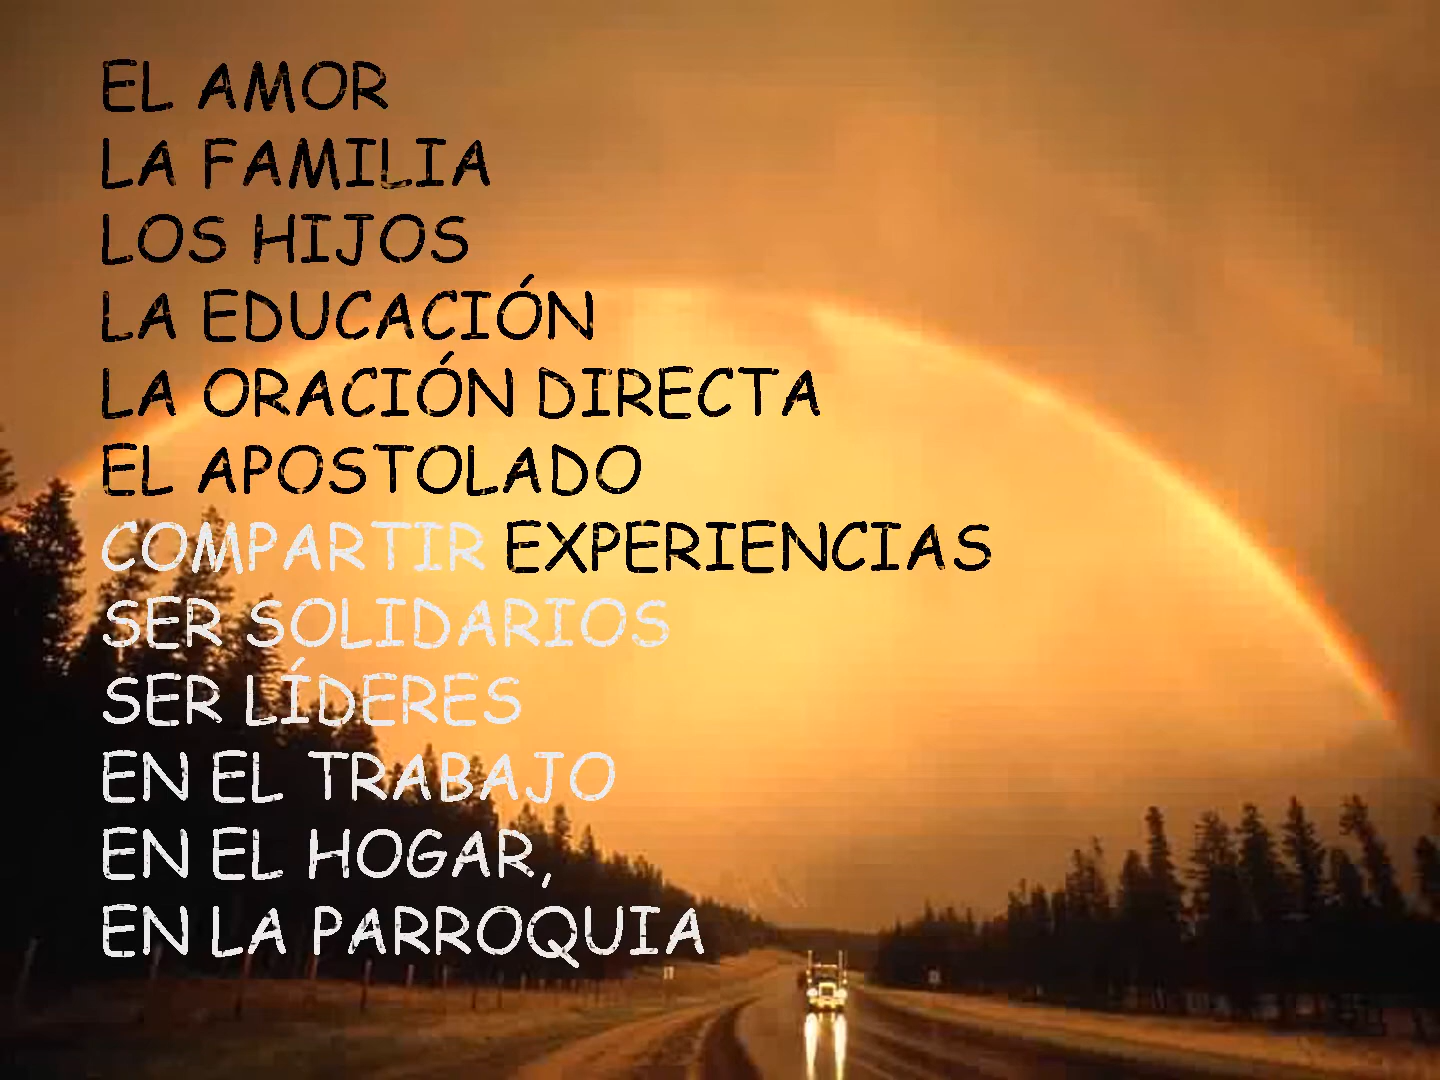 EL AMOR
LA FAMILIA
LOS HIJOS
LA EDUCACIÓN
LA ORACIÓN DIRECTA
EL APOSTOLADO
COMPARTIR EXPERIENCIAS
SER SOLIDARIOS
SER LÍDERES
EN EL TRABAJO
EN EL HOGAR,
EN LA PARROQUIA